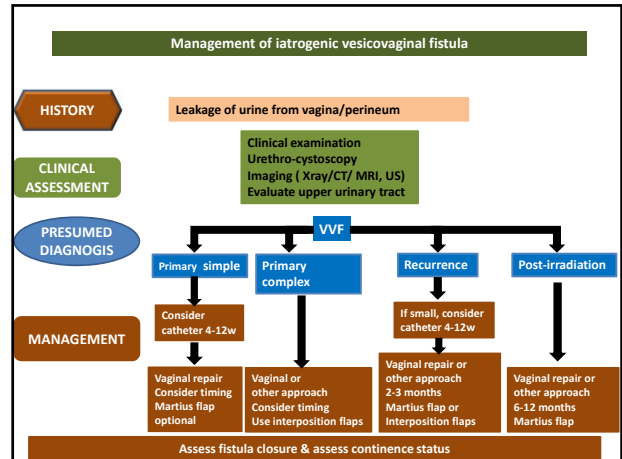 Management of iatrogenic vesicovaginal fistula
HISTORY
Leakage of urine from vagina/perineum
CLINICAL
ASSESSMENT
Clinical examination
Urethro-cystoscopy
Imaging ( Xray/CT/ MRI, US)
Evaluate upper urinary tract
PRESUMED
DIAGNOGIS
VVF
Primary simple
Primary
complex
Recurrence
Post-irradiation
MANAGEMENT
Consider
catheter 4-12w
If small, consider
catheter 4-12w
Vaginal repair
Consider timing
Martius flap
optional
Vaginal or
other approach
Consider timing
Use interposition flaps
Vaginal repair or
other approach
2-3 months
Martius flap or
Interposition flaps
Vaginal repair or
other approach
6-12 months
Martius flap
Assess fistula closure & assess continence status